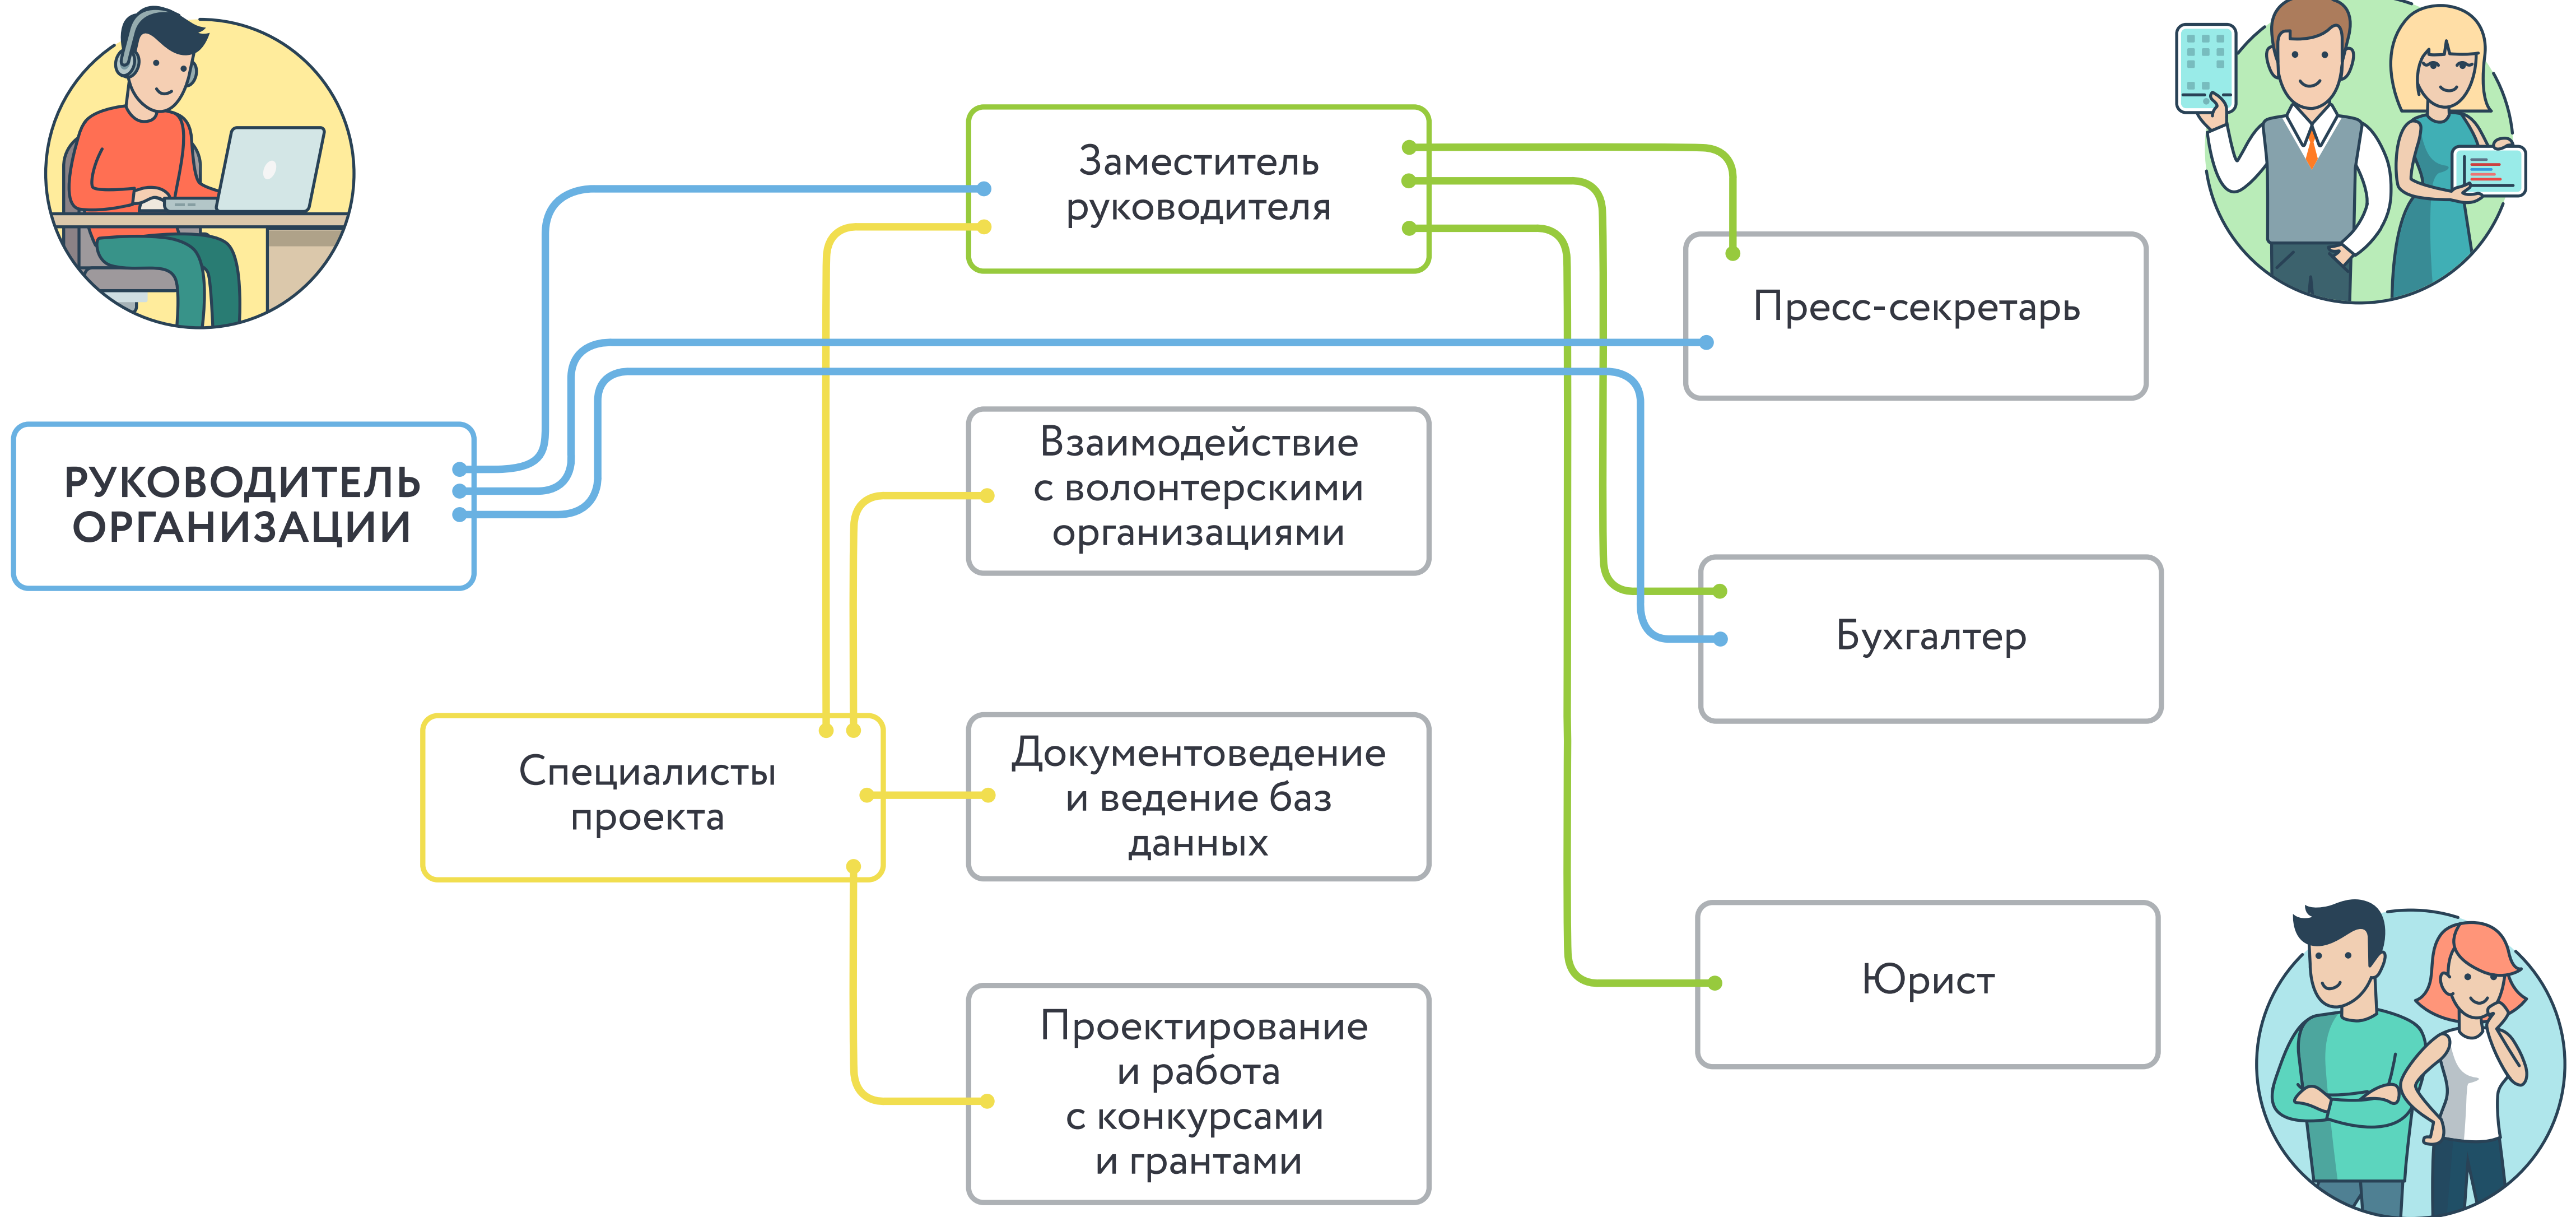 Заместитель
руководителя
Пресс-секретарь
РУКОВОДИТЕЛЬ
ОРГАНИЗАЦИИ
Взаимодействие
с волонтерскими
организациями
Бухгалтер
Специалисты
проекта
Документоведение
и ведение баз
данных
Юрист
Проектирование
и работа
с конкурсами
и грантами